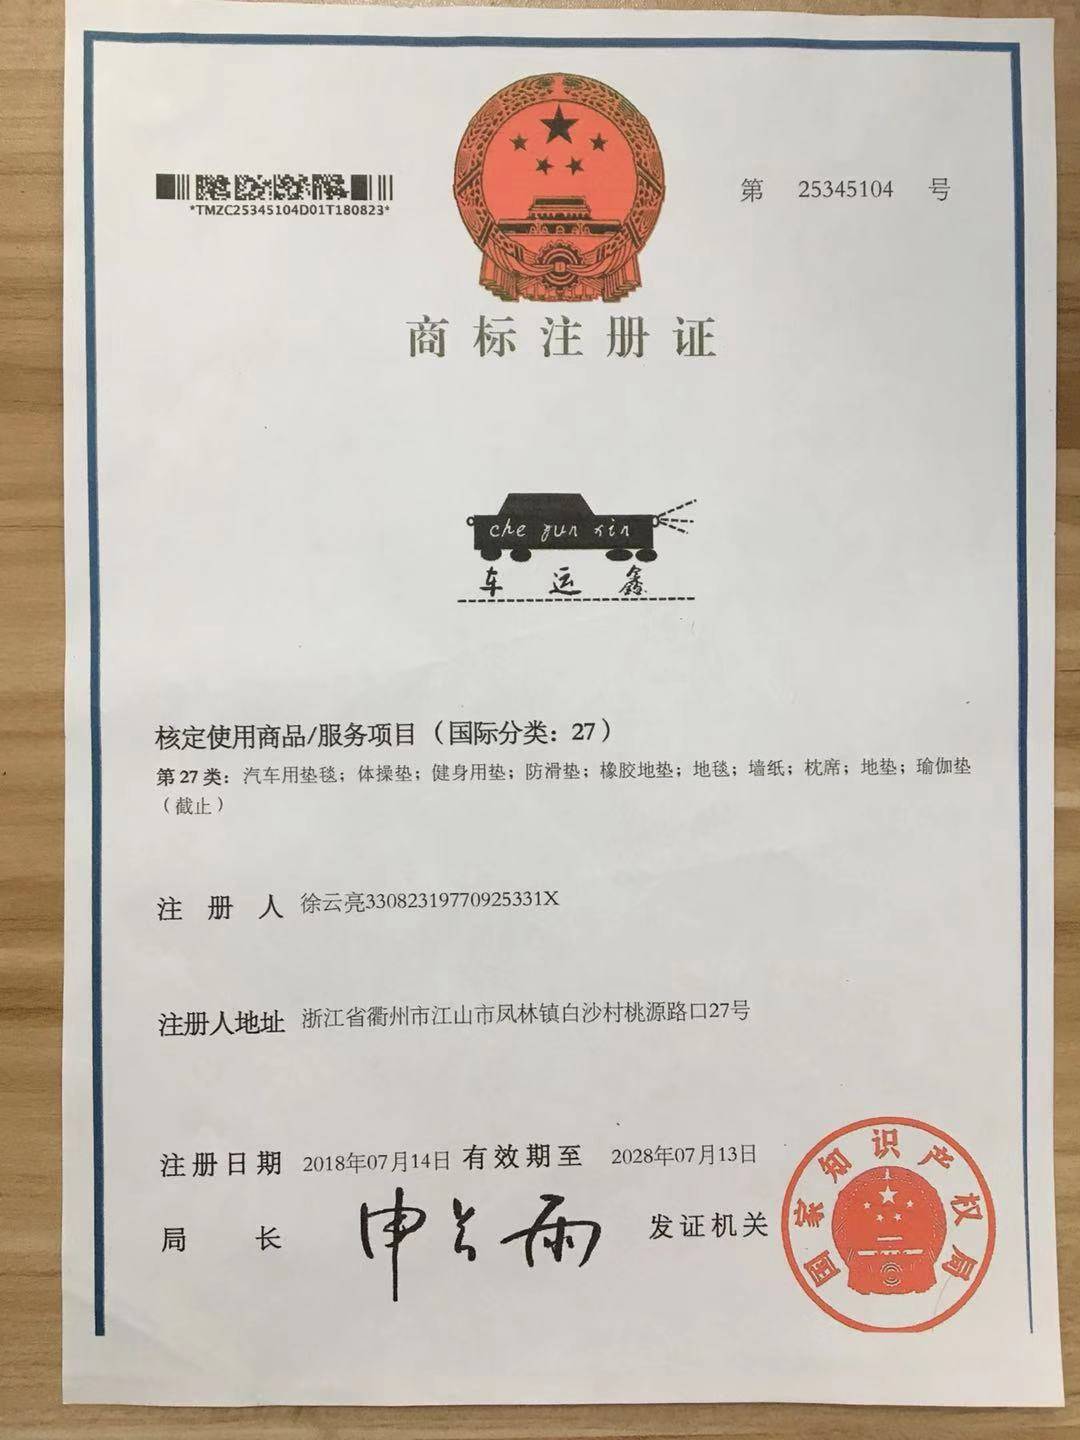 *TMZC25345104D01T180823*
第 25345104 号
商标注册证
che yun xin
车运鑫
核定使用商品/服务项目（国际分类：27）
第 27 类：汽车用垫毯；体操垫；健身用垫；防滑垫；橡胶地垫；地毯；墙纸；枕席；地垫；瑜伽垫
（截止）
注册人 徐云亮33082319770925331X
注册人地址 浙江省衢州市江山市凤林镇白沙村桃源路口27号
注册日期 2018年07月14日 有效期至 2028年07月13日
局长 申长雨 发证机关
国家知识产权局